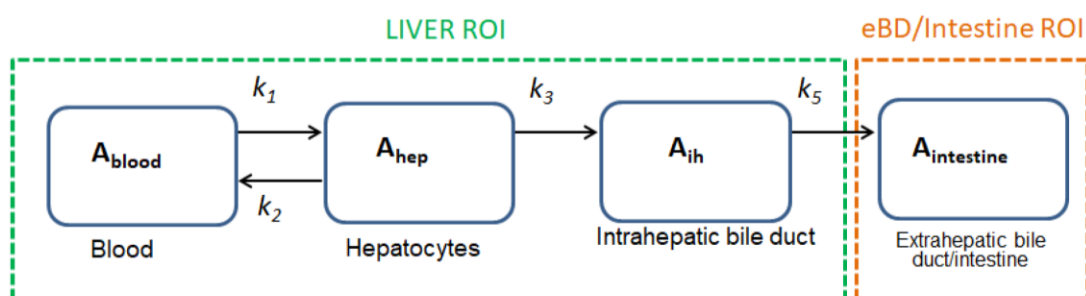 LIVER ROI
eBD/Intestine ROI
k1
k3
k5
Ablood
Ahep
Aih
Aintestine
k2
Blood
Hepatocytes
Intrahepatic bile duct
Extrahepatic bile
duct/intestine